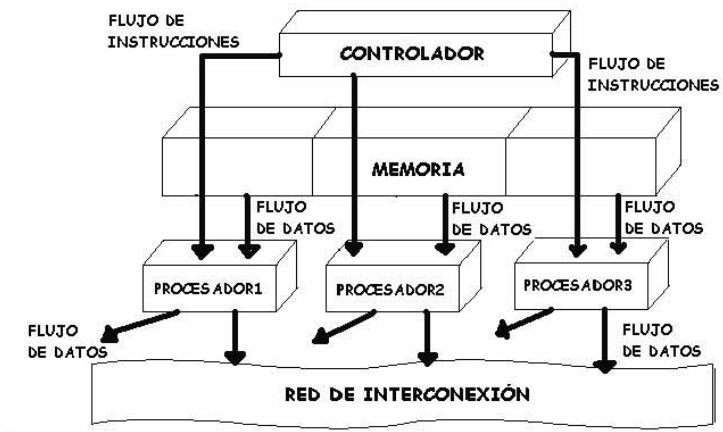 FLUJO DE
INSTRUCCIONES
CONTROLADOR
FLUJO DE
INSTRUCCIONES
MEMORIA
FLUJO
DE DATOS
FLUJO
DE DATOS
FLUJO
DE DATOS
PROCESADOR1
PROCESADOR2
PROCESADOR3
FLUJO
DE DATOS
FLUJO
DE DATOS
RED DE INTERCONEXIÓN